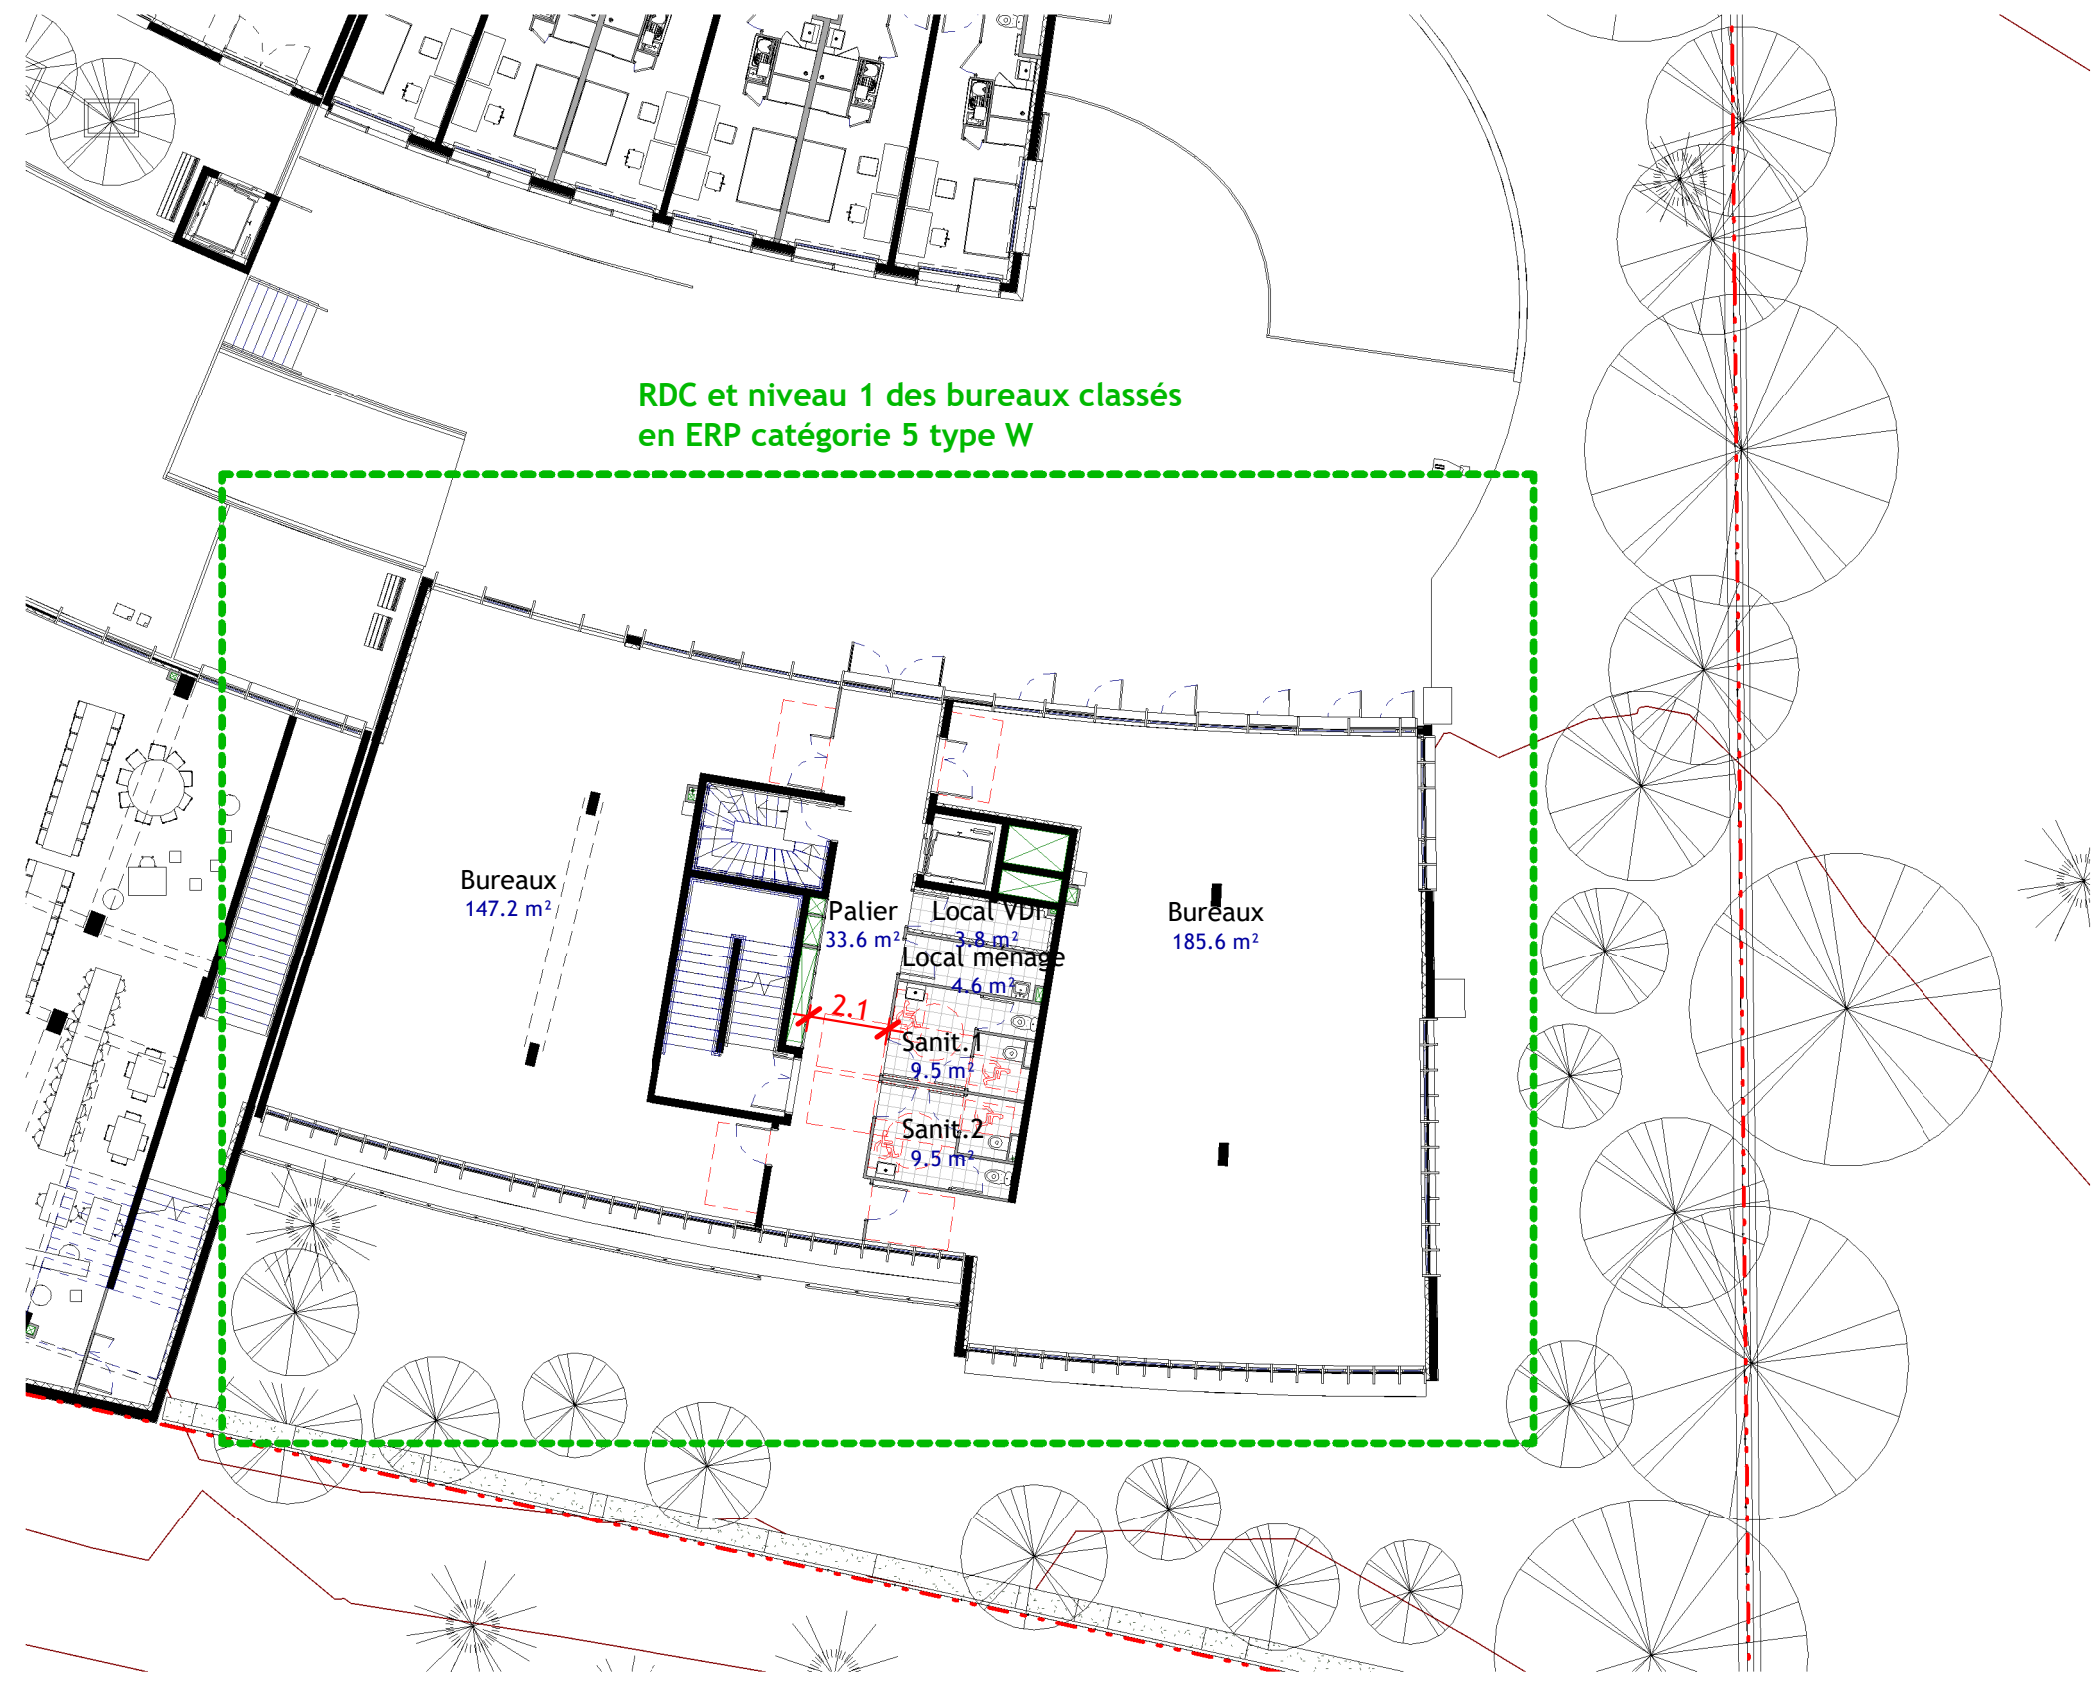 RDC et niveau 1 des bureaux classés
en ERP catégorie 5 type W
Bureaux
147.2 m²
Palier
33.6 m²
Local VDI
3.8 m²
Local ménage
4.6 m²
Bureaux
185.6 m²
2.1
Sanit.1
9.5 m²
Sanit.2
9.5 m²